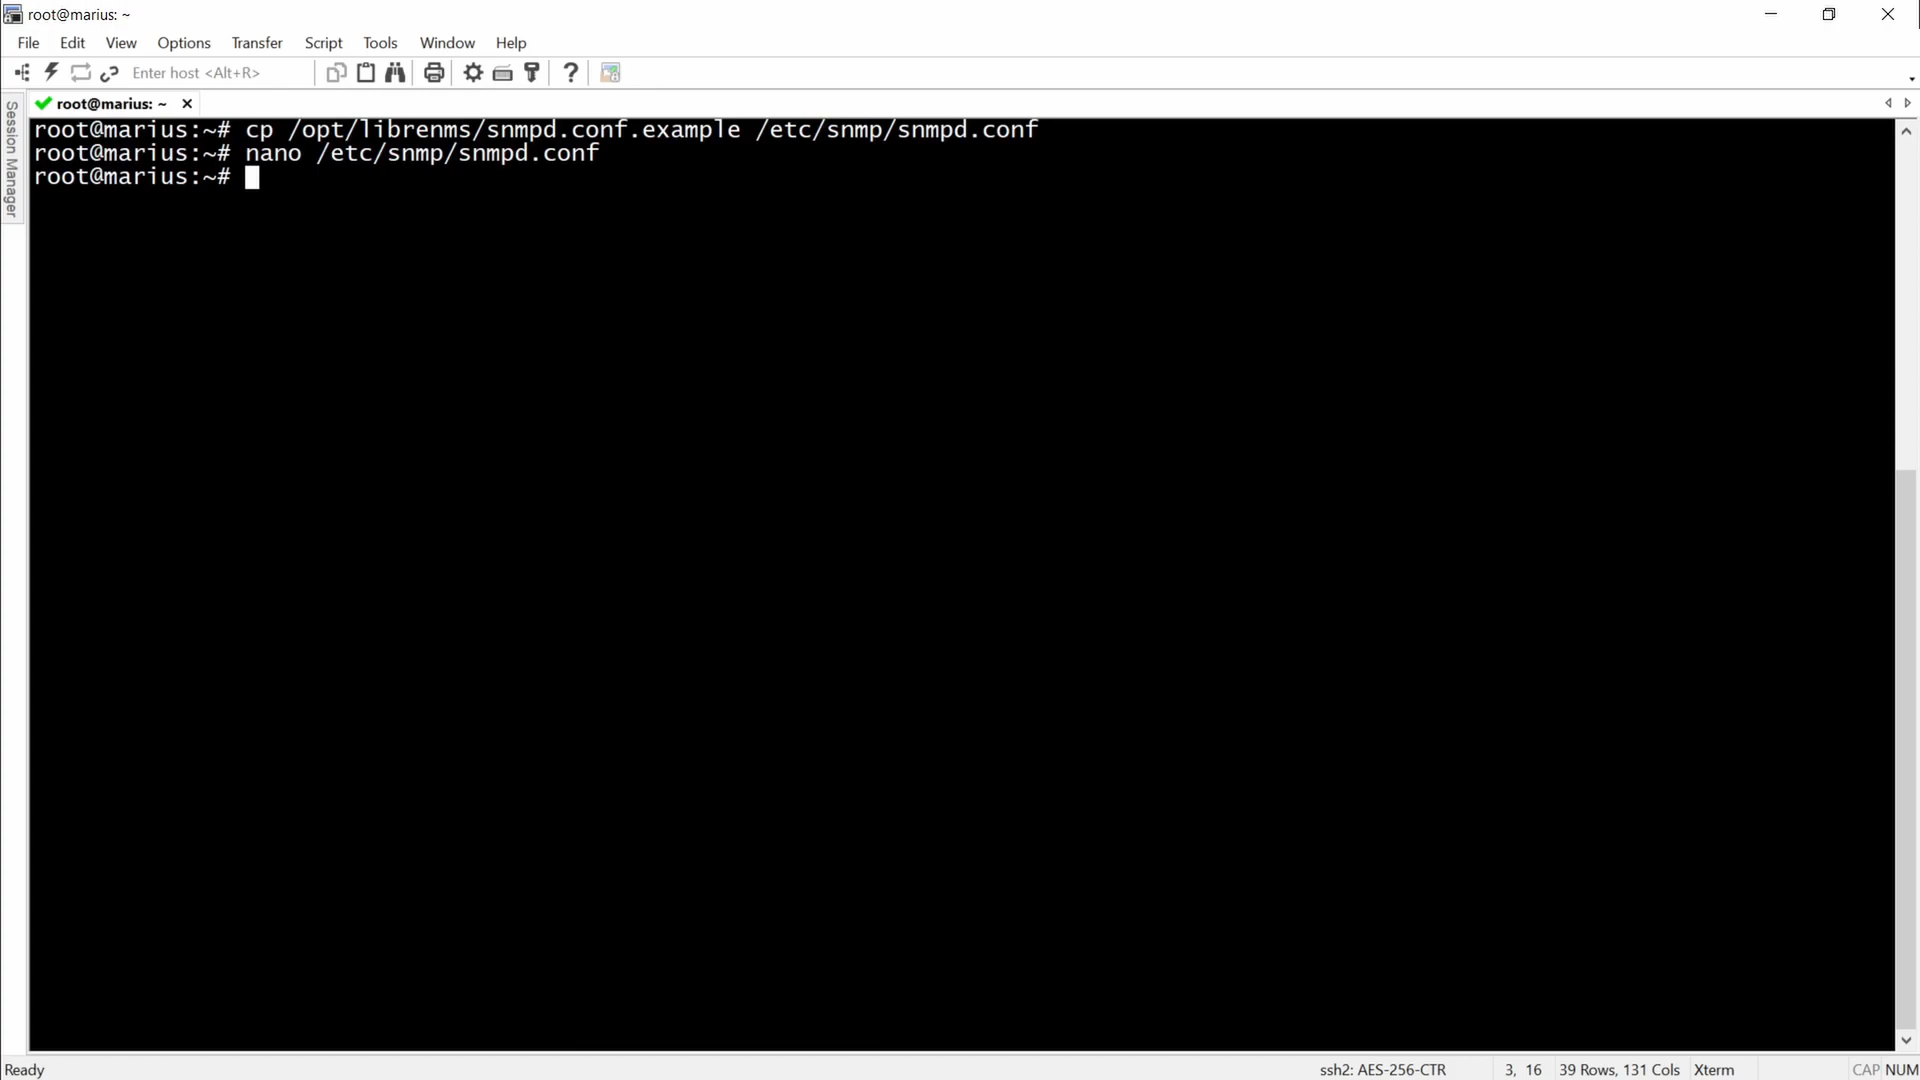 root@marius: ~
File Edit View Options Transfer Script Tools Window Help
Enter host <Alt+R>
Session Manager
root@marius: ~
root@marius:~# cp /opt/librenms/snmpd.conf.example /etc/snmp/snmpd.conf
root@marius:~# nano /etc/snmp/snmpd.conf
root@marius:~#
Ready ssh2: AES-256-CTR 3, 16 39 Rows, 131 Cols Xterm CAP NUM